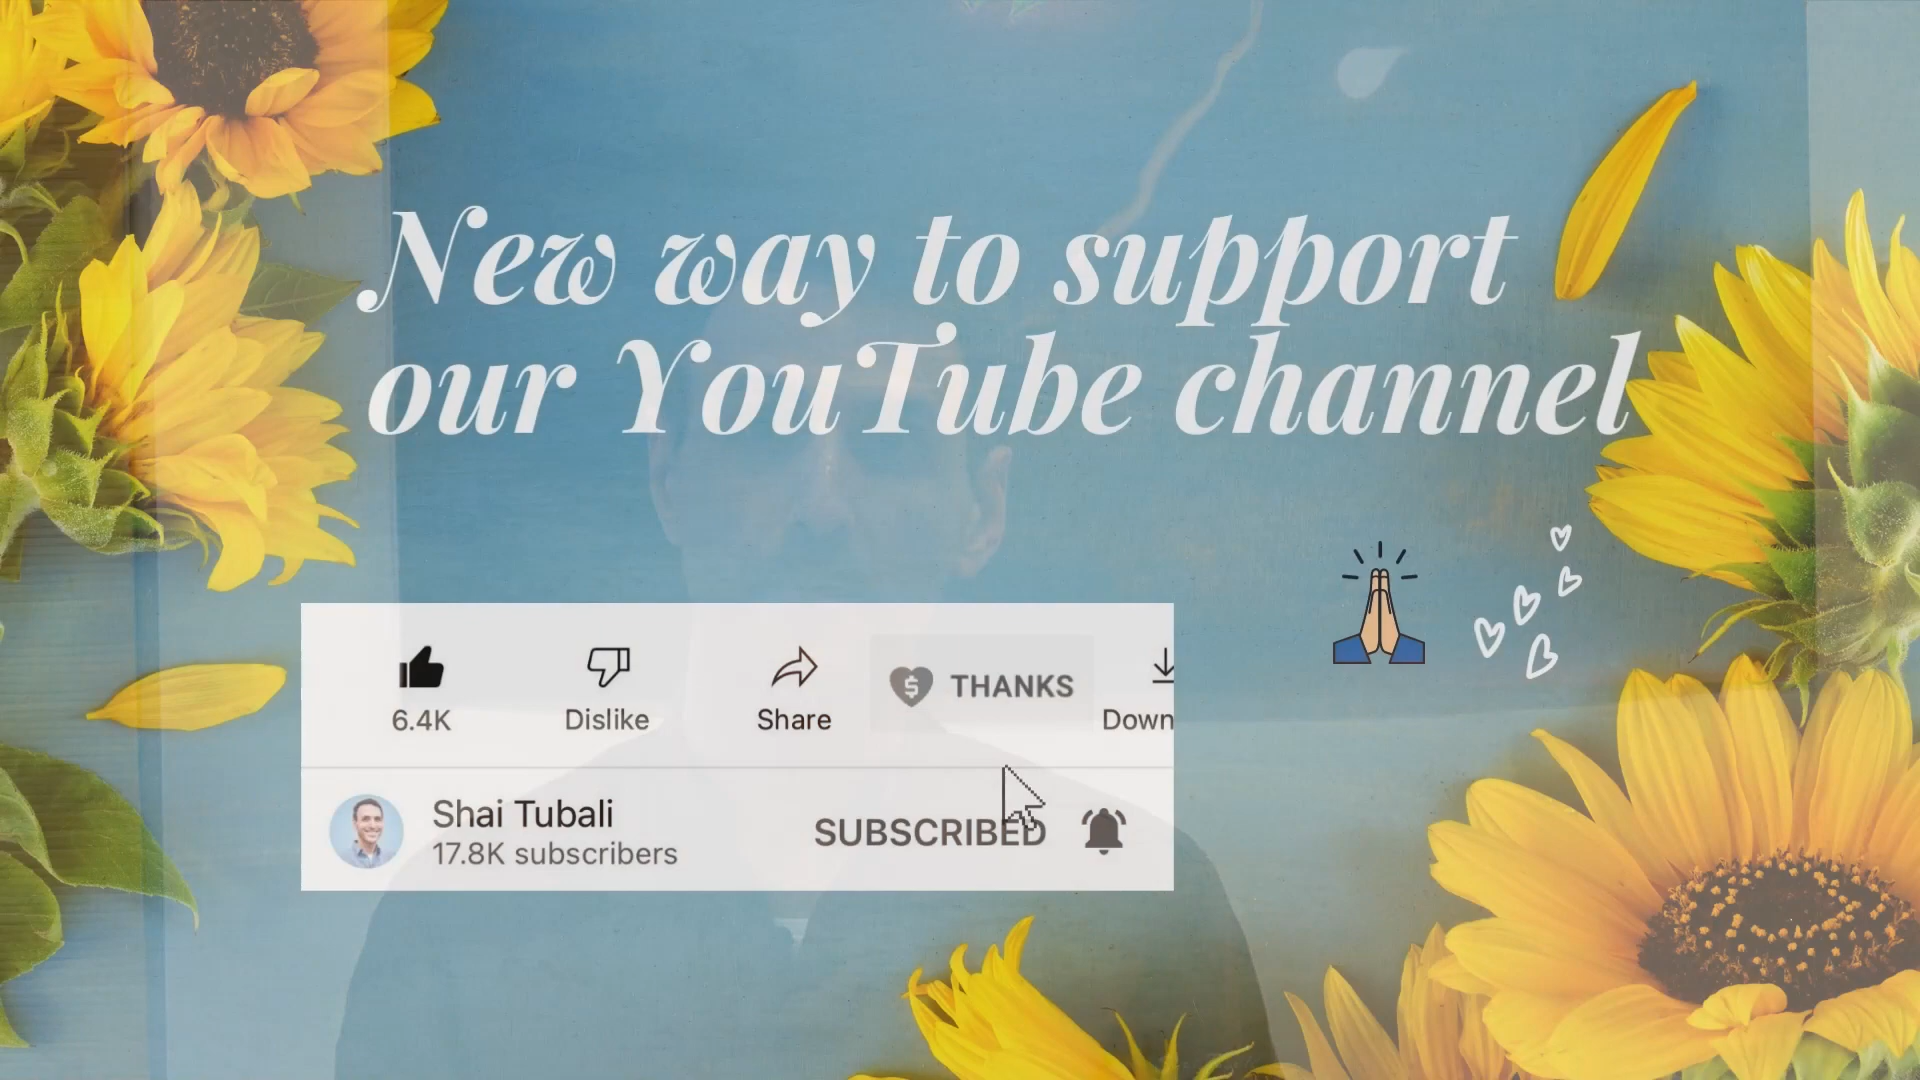 New way to support
our YouTube channel
6.4K
Dislike
Share
THANKS
Down
Shai Tubali
17.8K subscribers
SUBSCRIBED